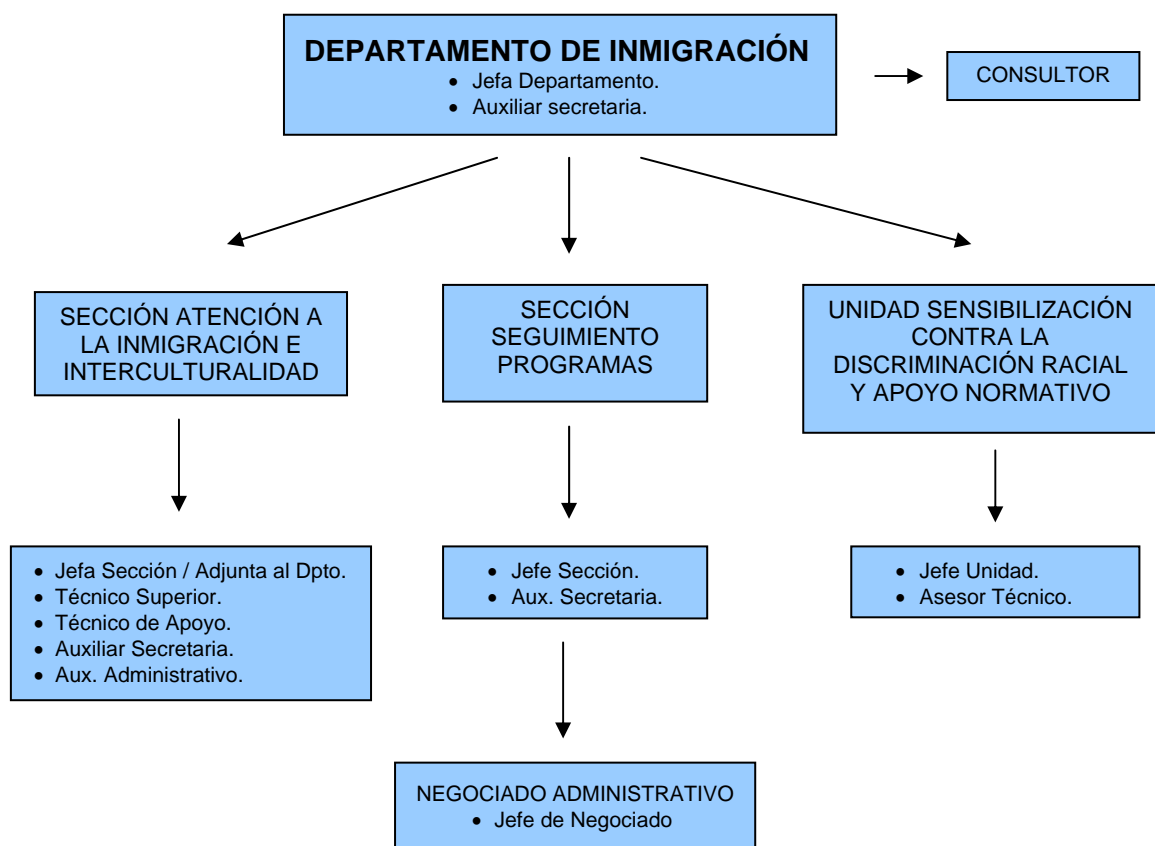 DEPARTAMENTO DE INMIGRACIÓN
• Jefa Departamento.
• Auxiliar secretaria.
CONSULTOR
SECCIÓN ATENCIÓN A
LA INMIGRACIÓN E
INTERCULTURALIDAD
SECCIÓN
SEGUIMIENTO
PROGRAMAS
UNIDAD SENSIBILIZACIÓN
CONTRA LA
DISCRIMINACIÓN RACIAL
Y APOYO NORMATIVO
• Jefa Sección / Adjunta al Dpto.
• Técnico Superior.
• Técnico de Apoyo.
• Auxiliar Secretaria.
• Aux. Administrativo.
• Jefe Sección.
• Aux. Secretaria.
• Jefe Unidad.
• Asesor Técnico.
NEGOCIADO ADMINISTRATIVO
• Jefe de Negociado